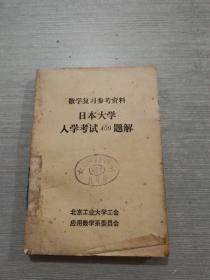 数学复习参考资料
日本大学
入学考试400题解
北京工业大学工会
应用数学系委员会